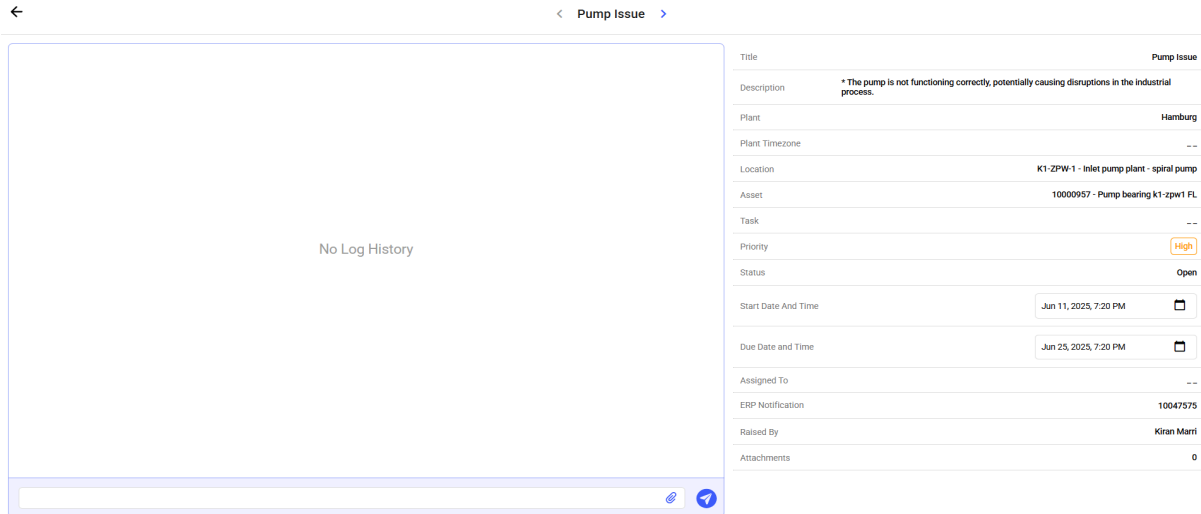 Pump Issue
No Log History
Title Pump Issue
Description * The pump is not functioning correctly, potentially causing disruptions in the industrial
process.
Plant Hamburg
Plant Timezone _ _
Location K1-ZPW-1 - Inlet pump plant - spiral pump
Asset 10000957 - Pump bearing k1-zpw1 FL
Task _ _
Priority High
Status Open
Start Date And Time Jun 11, 2025, 7:20 PM
Due Date and Time Jun 25, 2025, 7:20 PM
Assigned To _ _
ERP Notification 10047575
Raised By Kiran Marri
Attachments 0